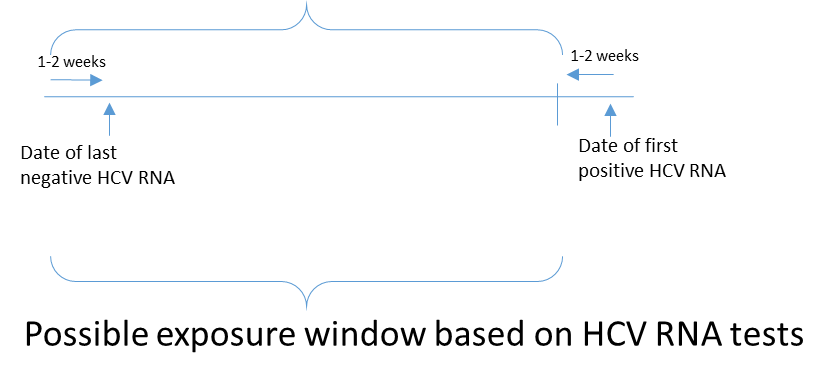 1-2 weeks
1-2 weeks
Date of last
negative HCV RNA
Date of first
positive HCV RNA
Possible exposure window based on HCV RNA tests